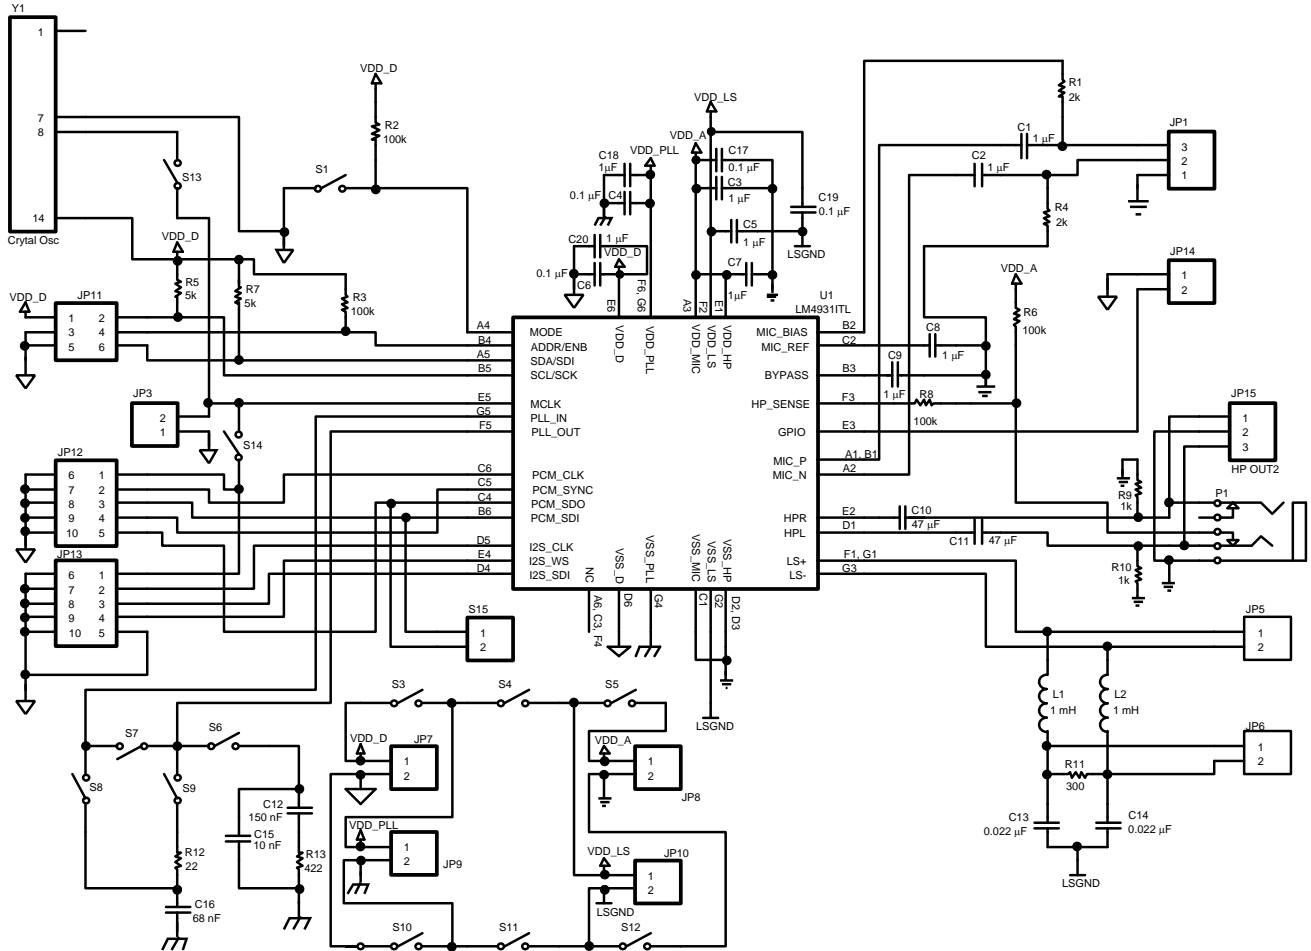 Y1
1
7
8
14
Crytal Osc
VDD_D
R2
100k
S1
S13
VDD_D
R5
5k
R7
5k
R3
100k
VDD_D
JP11
1 2
3 4
5 6
JP3
2
1
S14
JP12
6 1
7 2
8 3
9 4
10 5
JP13
6 1
7 2
8 3
9 4
10 5
C18
1μF
VDD_PLL
0.1 μF
C4
C20
1 μF
VDD_D
0.1 μF
C6
VDD_LS
VDD_A
C17
0.1 μF
C3
1 μF
C5
1 μF
C7
1μF
C19
0.1 μF
LSGND
E6
F6, G6
A3
F2
E1
U1
LM4931ITL
VDD_D
VDD_PLL
VDD_MIC
VDD_LS
VDD_HP
A4
MODE
B4
ADDR/ENB
A5
SDA/SDI
B5
SCL/SCK
E5
MCLK
G5
PLL_IN
F5
PLL_OUT
C6
PCM_CLK
C5
PCM_SYNC
C4
PCM_SDO
B6
PCM_SDI
D5
I2S_CLK
E4
I2S_WS
D4
I2S_SDI
MIC_BIAS
B2
MIC_REF
C2
BYPASS
B3
HP_SENSE
F3
GPIO
E3
MIC_P
A1, B1
MIC_N
A2
HPR
E2
HPL
D1
LS+
F1, G1
LS-
G3
NC
VSS_D
VSS_PLL
VSS_MIC
VSS_LS
VSS_HP
A6, C3, F4
D6
G4
C1
G2
D2, D3
LSGND
S15
1
2
R1
2k
C1
1 μF
C2
1 μF
R4
2k
JP1
3
2
1
JP14
1
2
VDD_A
R6
100k
C8
1 μF
C9
1 μF
R8
100k
JP15
1
2
3
HP OUT2
R9
1k
P1
C10
47 μF
C11
47 μF
R10
1k
JP5
1
2
L1
1 mH
L2
1 mH
JP6
1
2
R11
300
C13
0.022 μF
C14
0.022 μF
LSGND
S7
S6
S8
S9
C12
150 nF
C15
10 nF
R12
22
R13
422
C16
68 nF
S3
S4
S5
VDD_D
JP7
1
2
VDD_A
1
2
JP8
VDD_PLL
1
2
JP9
VDD_LS
JP10
1
2
LSGND
S10
S11
S12